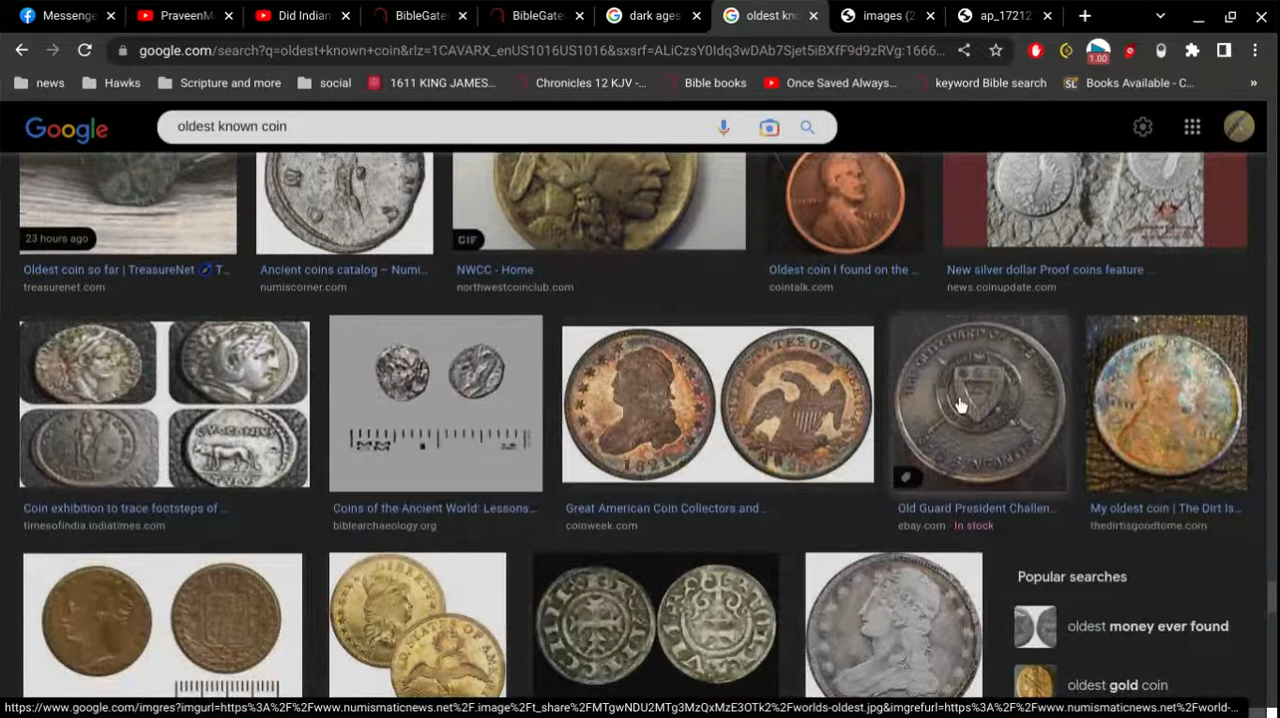 Messenge
PraveenM
Did Indian
BibleGate
BibleGate
dark ages
oldest kno
images (2
ap_17212
google.com/search?q=oldest+known+coin&rlz=1CAVARX_enUS1016US1016&sxsrf=ALiCzsY0Idq3wDAb7Sjet5iBXfF9d9zRVg:1666...
1.00
news
Hawks
Scripture and more
social
1611 KING JAMES...
Chronicles 12 KJV -...
Bible books
Once Saved Always...
keyword Bible search
Books Available - C...
»
Google
oldest known coin
23 hours ago
GIF
Oldest coin so far | TreasureNet T...
treasurenet.com
Ancient coins catalog ~ Numi...
numiscorner.com
NWCC - Home
northwestcoinclub.com
Oldest coin I found on the ...
cointalk.com
New silver dollar Proof coins feature ...
news.coinupdate.com
Coin exhibition to trace footsteps of ...
timesofindia.indiatimes.com
Coins of the Ancient World: Lessons...
biblearchaeology.org
1821
Great American Coin Collectors and ...
coinweek.com
Old Guard President Challen...
ebay.com In stock
My oldest coin | The Dirt Is...
thedirtisgoodtome.com
LIBERTY
Popular searches
oldest money ever found
oldest gold coin
https://www.google.com/imgres?imgurl=https%3A%2F%2Fwww.numismaticnews.net%2F.image%2Ft_share%2FMTgwNDU2MTg3MzQxMzE3OTk2%2Fworlds-oldest.jpg&imgrefurl=https%3A%2F%2Fwww.numismaticnews.net%2Fworld-...